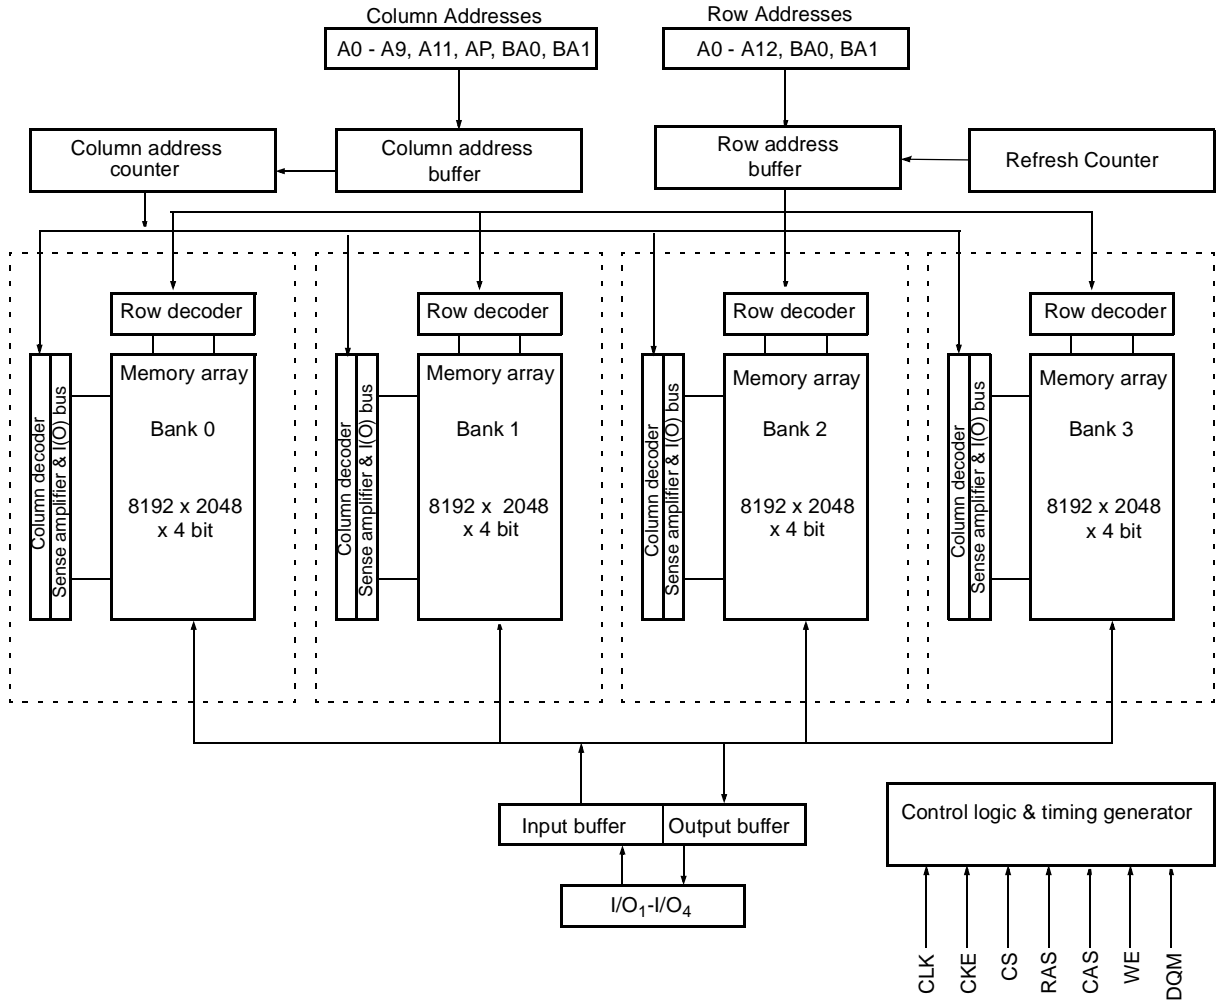 Column Addresses
A0 - A9, A11, AP, BA0, BA1
Row Addresses
A0 - A12, BA0, BA1
Column address
counter
Column address
buffer
Row address
buffer
Refresh Counter
Row decoder
Memory array
Bank 0
8192 x 2048
x 4 bit
Column decoder
Sense amplifier & I(O) bus
Row decoder
Memory array
Bank 1
8192 x 2048
x 4 bit
Column decoder
Sense amplifier & I(O) bus
Row decoder
Memory array
Bank 2
8192 x 2048
x 4 bit
Column decoder
Sense amplifier & I(O) bus
Row decoder
Memory array
Bank 3
8192 x 2048
x 4 bit
Column decoder
Sense amplifier & I(O) bus
Input buffer
Output buffer
I/O1-I/O4
Control logic & timing generator
CLK
CKE
CS
RAS
CAS
WE
DQM